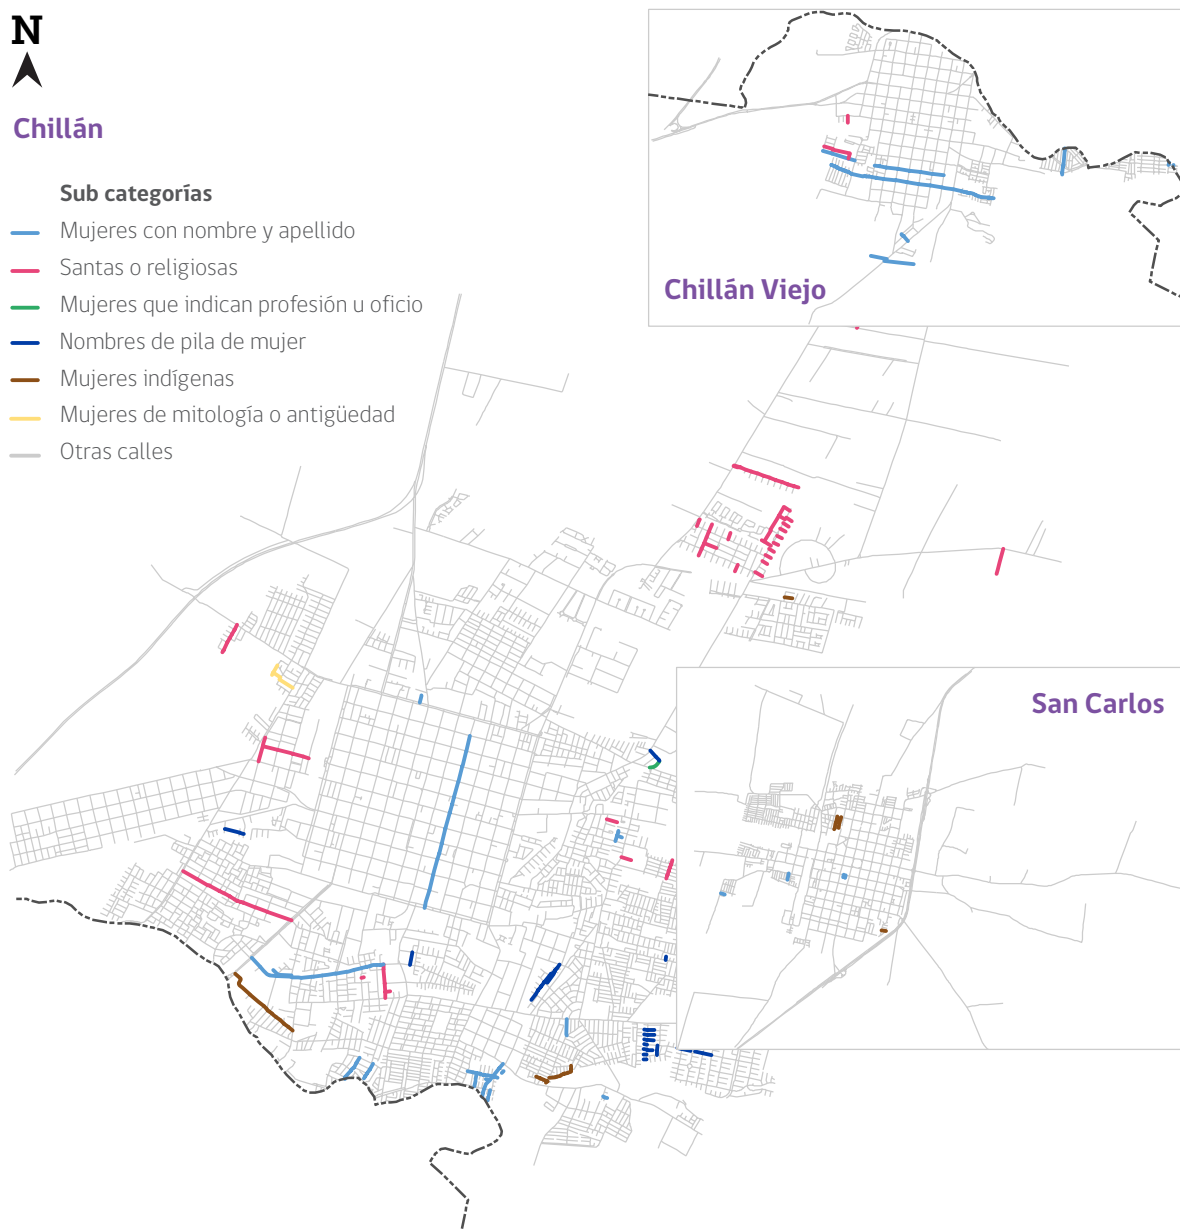 N
Chillán
Sub categorías
Mujeres con nombre y apellido
Santas o religiosas
Mujeres que indican profesión u oficio
Nombres de pila de mujer
Mujeres indígenas
Mujeres de mitología o antigüedad
Otras calles
Chillán Viejo
San Carlos